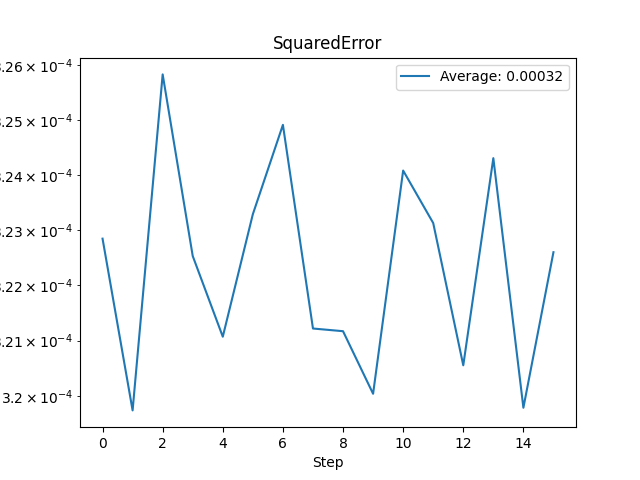 SquaredError
Average: 0.00032
3.26 × 10⁻⁴
3.25 × 10⁻⁴
3.24 × 10⁻⁴
3.23 × 10⁻⁴
3.22 × 10⁻⁴
3.21 × 10⁻⁴
3.2 × 10⁻⁴
0 2 4 6 8 10 12 14
Step